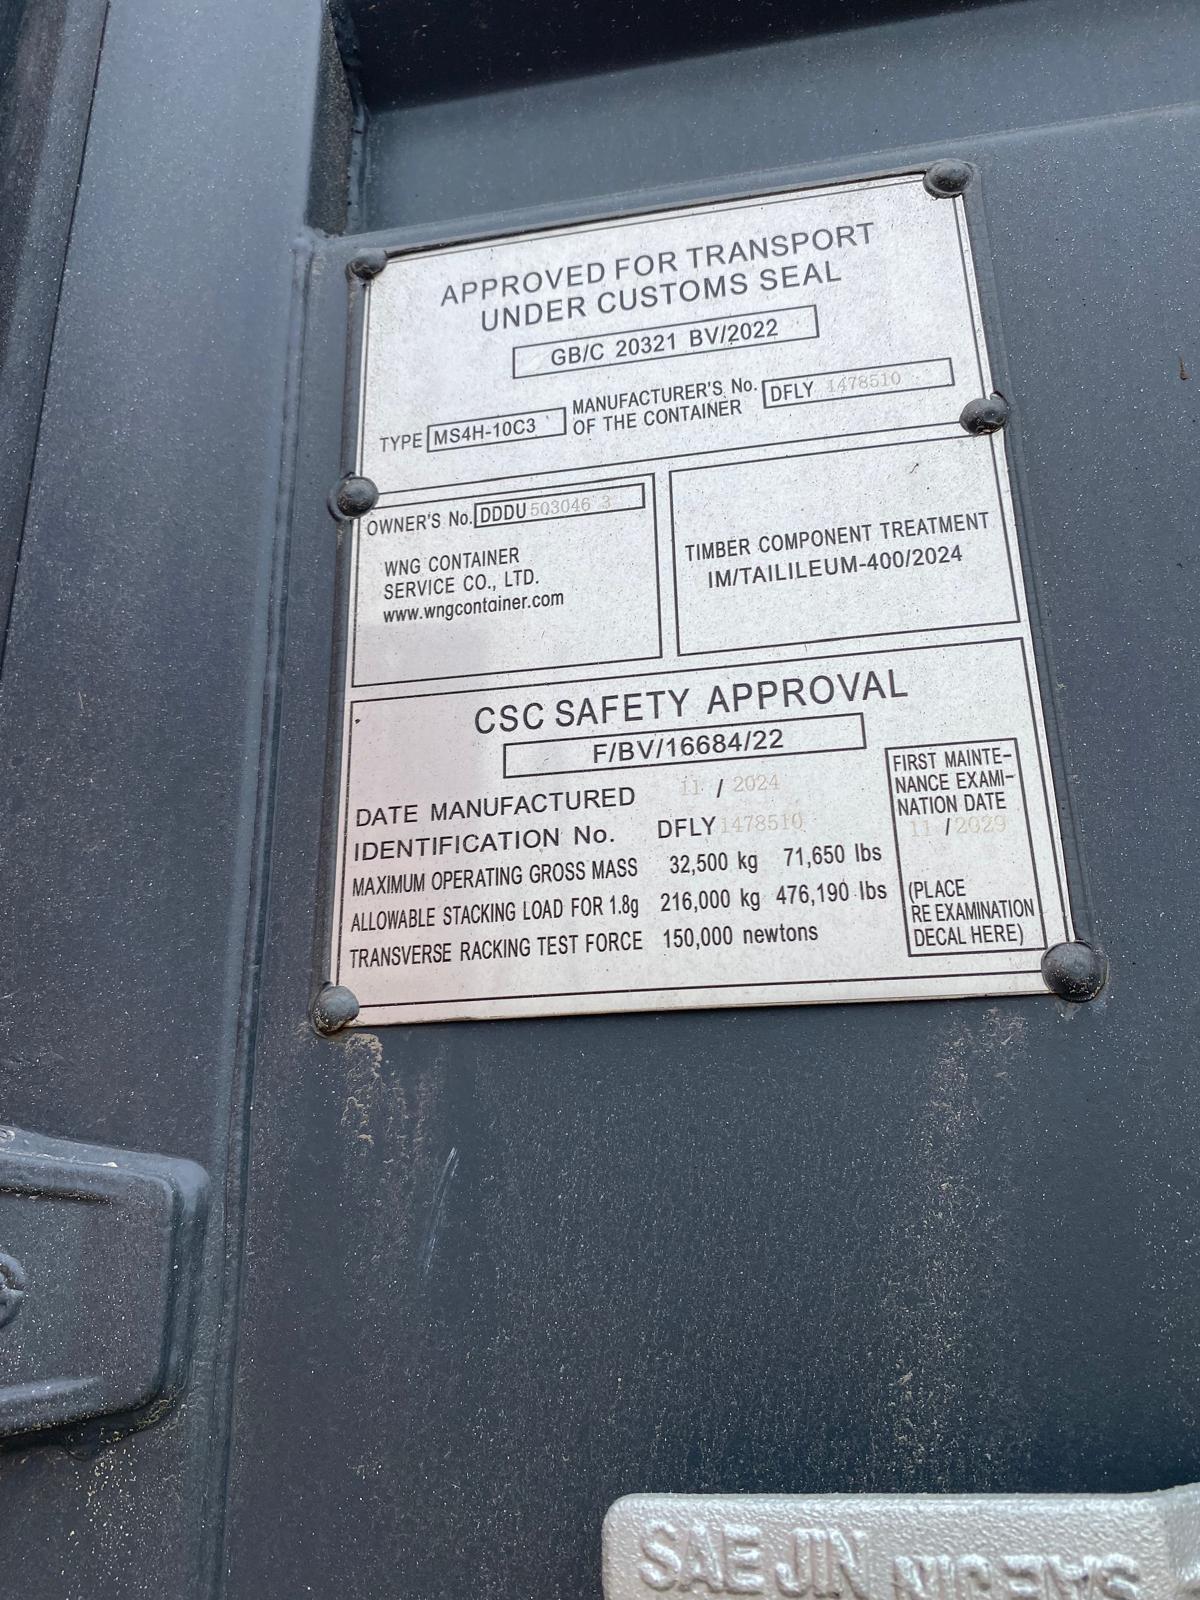 APPROVED FOR TRANSPORT
UNDER CUSTOMS SEAL
GB/C 20321 BV/2022
TYPE MS4H-10C3 MANUFACTURER'S No. OF THE CONTAINER DFLY 1478510
OWNER'S No. DDDU 503046 3
WNG CONTAINER
SERVICE CO., LTD.
www.wngcontainer.com
TIMBER COMPONENT TREATMENT
IM/TAILILEUM-400/2024
CSC SAFETY APPROVAL
F/BV/16684/22
DATE MANUFACTURED 11 / 2024
IDENTIFICATION No. DFLY 1478510
MAXIMUM OPERATING GROSS MASS 32,500 kg 71,650 lbs
ALLOWABLE STACKING LOAD FOR 1.8g 216,000 kg 476,190 lbs
TRANSVERSE RACKING TEST FORCE 150,000 newtons
FIRST MAINTE-
NANCE EXAMI-
NATION DATE
11 / 2029
(PLACE
RE EXAMINATION
DECAL HERE)
SAE JIN